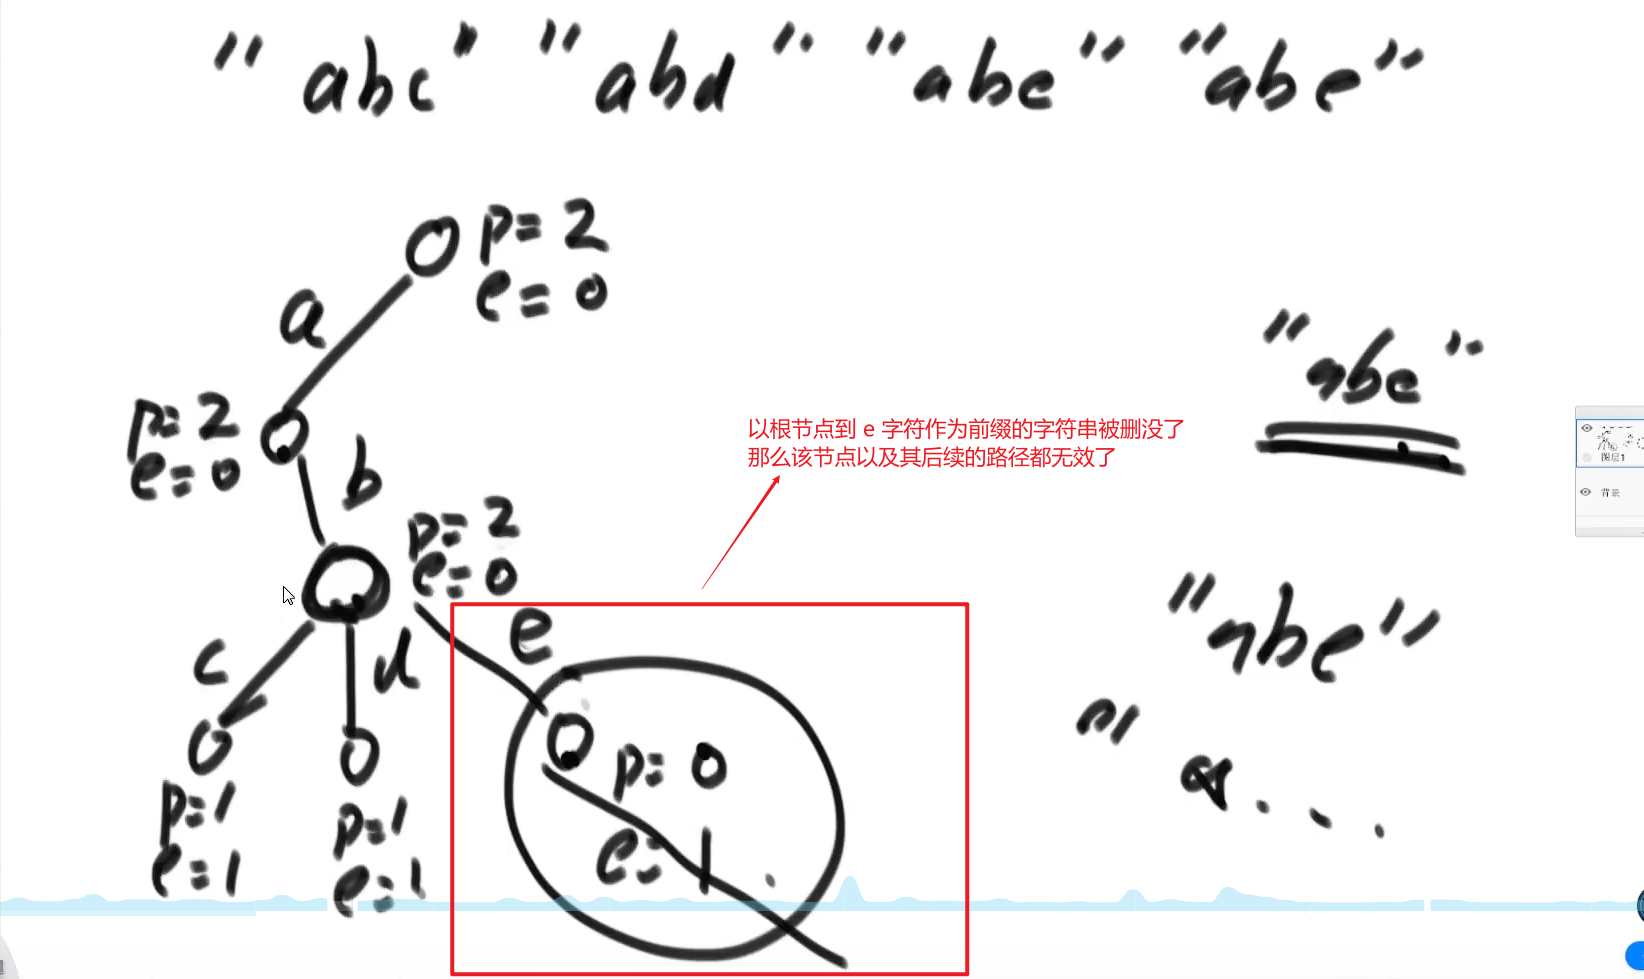 "abc" "abd" "abe" "abe"
p=2
e=0
a
p=2
e=0
b
p=2
e=0
以根节点到 e 字符作为前缀的字符串被删没了
那么该节点以及其后续的路径都无效了
"abe"
"abe"
"a...
c
d
e
p=1
e=1
p=1
e=1
p=0
e=1
图层1
背景